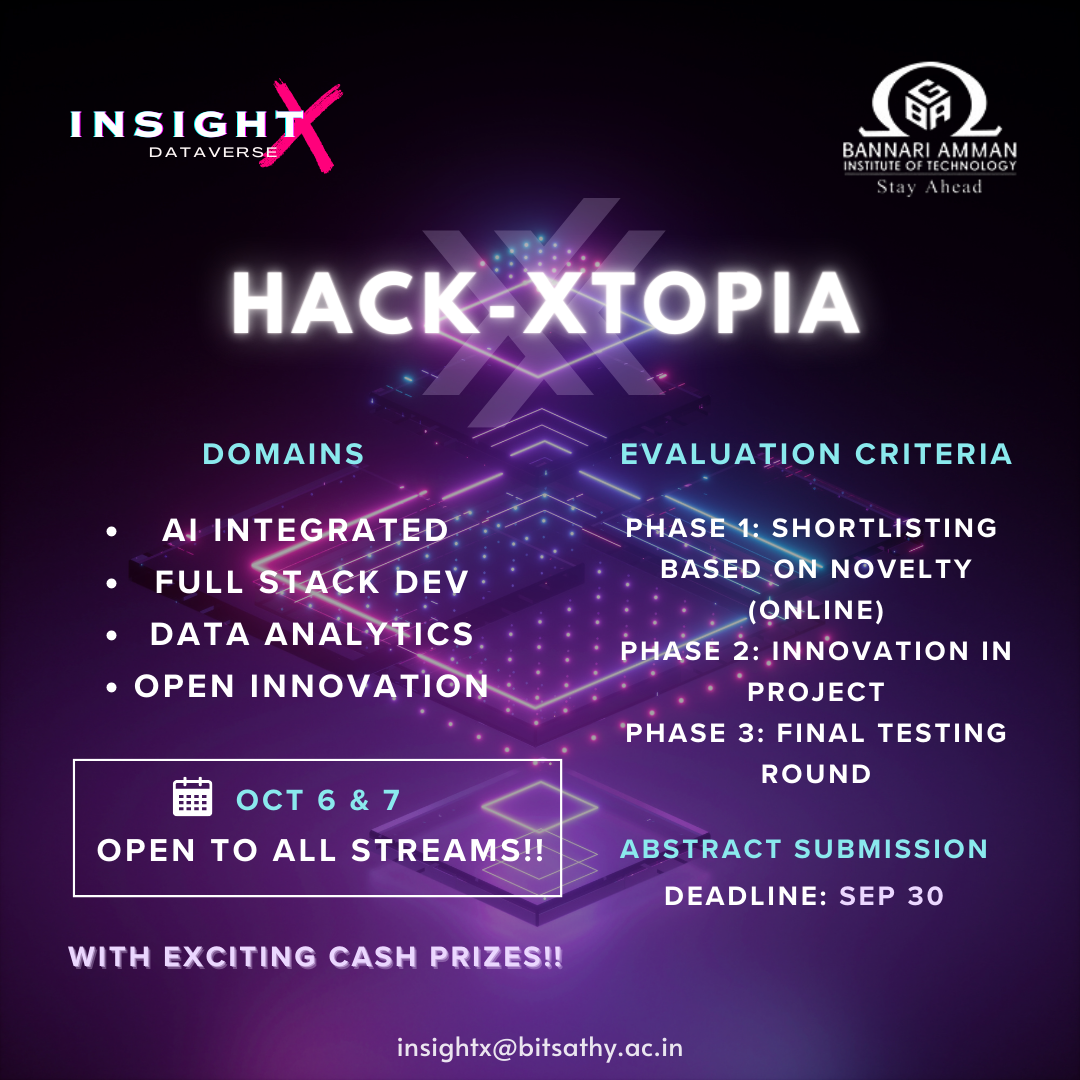 INSIGHTX
DATAVERSE
GBA
BANNARI AMMAN
INSTITUTE OF TECHNOLOGY
Stay Ahead
HACK-XTOPIA
DOMAINS
• AI INTEGRATED
• FULL STACK DEV
• DATA ANALYTICS
• OPEN INNOVATION
OCT 6 & 7
OPEN TO ALL STREAMS!!
WITH EXCITING CASH PRIZES!!
EVALUATION CRITERIA
PHASE 1: SHORTLISTING
BASED ON NOVELTY
(ONLINE)
PHASE 2: INNOVATION IN
PROJECT
PHASE 3: FINAL TESTING
ROUND
ABSTRACT SUBMISSION
DEADLINE: SEP 30
insightx@bitsathy.ac.in